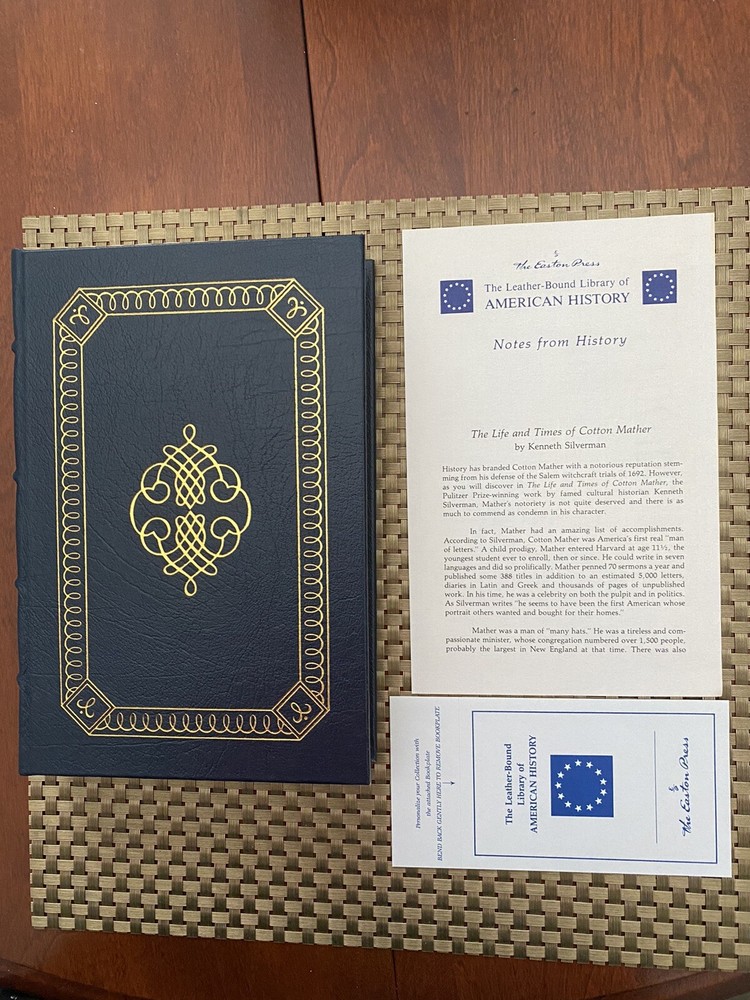 The Easton Press
The Leather-Bound Library of
AMERICAN HISTORY
Notes from History
The Life and Times of Cotton Mather
by Kenneth Silverman
History has branded Cotton Mather with a notorious reputation stem-
ming from his defense of the Salem witchcraft trials of 1692. However,
as you will discover in The Life and Times of Cotton Mather, the
Pulitzer Prize-winning work by famed cultural historian Kenneth
Silverman, Mather's notoriety is not quite deserved and there is as
much to commend as condemn in his character.
In fact, Mather had an amazing list of accomplishments.
According to Silverman, Cotton Mather was America's first real "man
of letters." A child prodigy, Mather entered Harvard at age 11½, the
youngest student ever to enroll, then or since. He could write in seven
languages and did so prolifically. Mather penned 70 sermons a year and
published some 388 titles in addition to an estimated 5,000 letters,
diaries in Latin and Greek and thousands of pages of unpublished
work. In his time, he was a celebrity on both the pulpit and in politics.
As Silverman writes "he seems to have been the first American whose
portrait others wanted and bought for their homes."
Mather was a man of "many hats." He was a tireless and com-
passionate minister, whose congregation numbered over 1,500 people,
probably the largest in New England at that time. There was also
Personalize your Collection with
the attached Bookplate
BEND BACK GENTLY HERE TO REMOVE BOOKPLATE
The Leather-Bound
Library of
AMERICAN HISTORY
The Easton Press